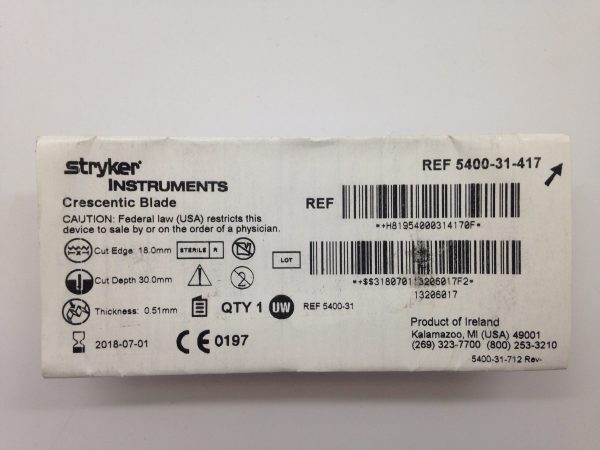 stryker®
INSTRUMENTS
REF 5400-31-417
Crescentic Blade
REF
*+H81954000314170F*
CAUTION: Federal law (USA) restricts this
device to sale by or on the order of a physician.
Cut Edge: 18.0mm
STERILE R
LOT
*+$$318070113206017F2*
13206017
Cut Depth 30.0mm
2
Thickness: 0.51mm
QTY 1
UW
REF 5400-31
2018-07-01
CE 0197
Product of Ireland
Kalamazoo, MI (USA) 49001
(269) 323-7700 (800) 253-3210
5400-31-712 Rev-